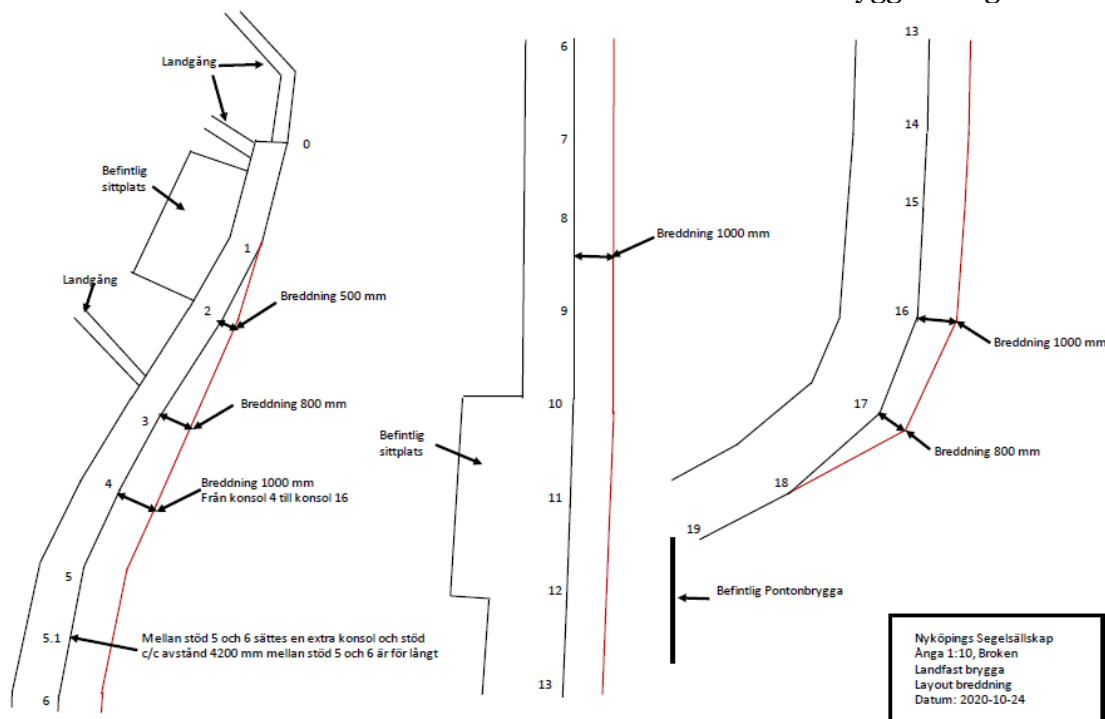 Landgång
0
Befintlig
sittplats
1
Landgång
2
Breddning 500 mm
3
Breddning 800 mm
4
Breddning 1000 mm
Från konsol 4 till konsol 16
5
5.1
Mellan stöd 5 och 6 sättes en extra konsol och stöd
c/c avstånd 4200 mm mellan stöd 5 och 6 är för långt
6
6
7
8
Breddning 1000 mm
9
10
Befintlig
sittplats
11
12
13
13
14
15
16
Breddning 1000 mm
17
Breddning 800 mm
18
19
Befintlig Pontonbrygga
Nyköpings Segelsällskap
Ånga 1:10, Broken
Landfast brygga
Layout breddning
Datum: 2020-10-24